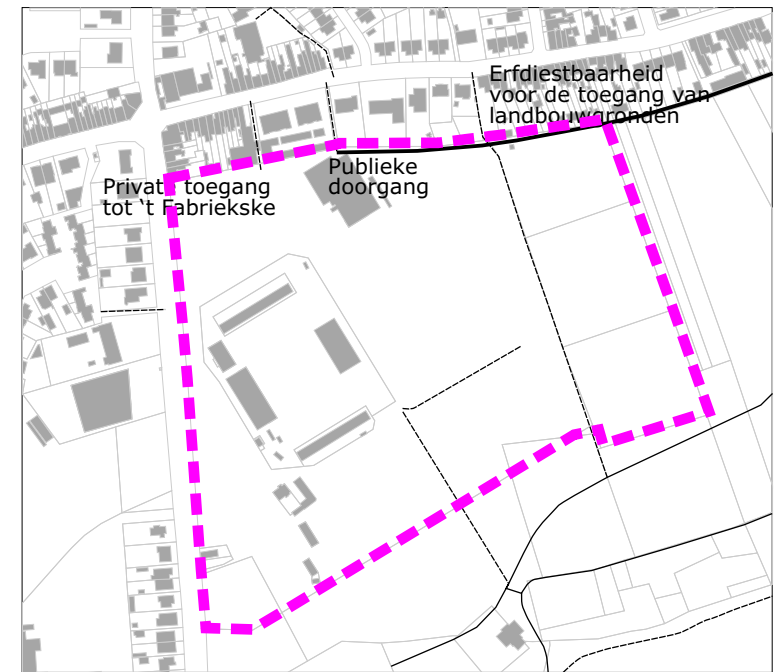 Erfdiestbaarheid
voor de toegang van
landbouwgronden
Publieke
doorgang
Private toegang
tot ‘t Fabriekske